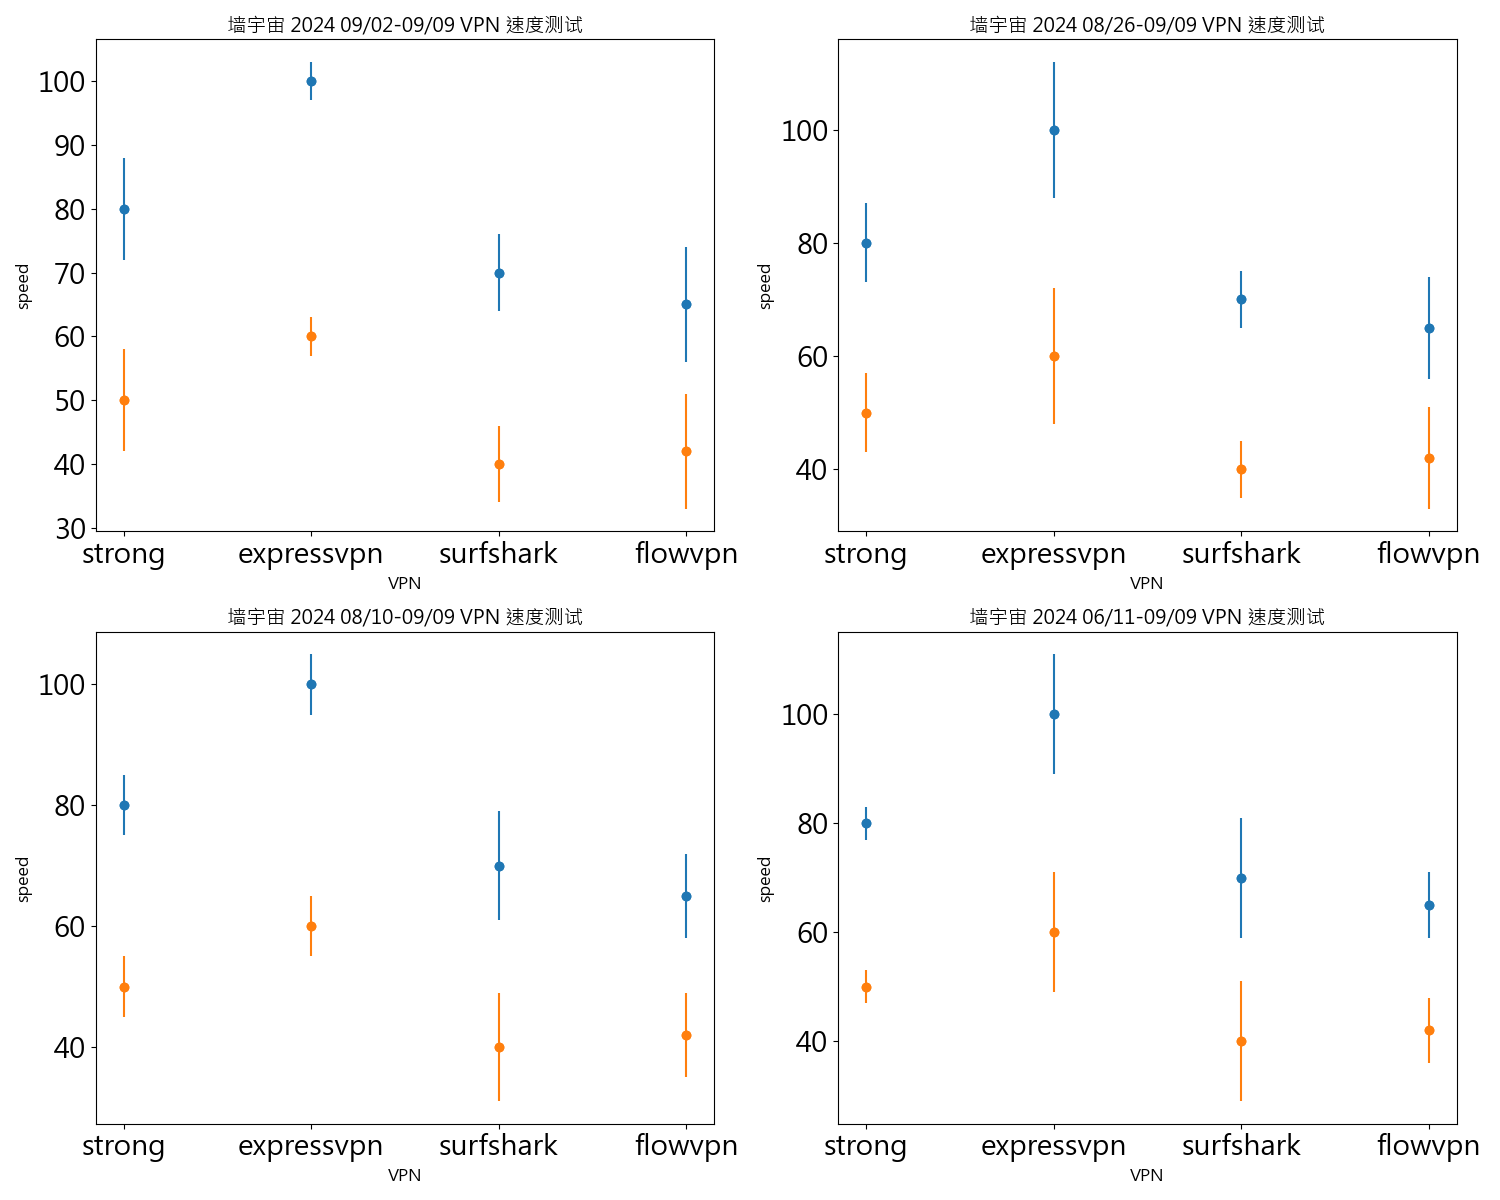 墙宇宙 2024 09/02-09/09 VPN 速度测试
100
90
80
70
60
50
40
30
speed
strong expressvpn surfshark flowvpn
VPN
墙宇宙 2024 08/26-09/09 VPN 速度测试
100
80
60
40
speed
strong expressvpn surfshark flowvpn
VPN
墙宇宙 2024 08/10-09/09 VPN 速度测试
100
80
60
40
speed
strong expressvpn surfshark flowvpn
VPN
墙宇宙 2024 06/11-09/09 VPN 速度测试
100
80
60
40
speed
strong expressvpn surfshark flowvpn
VPN